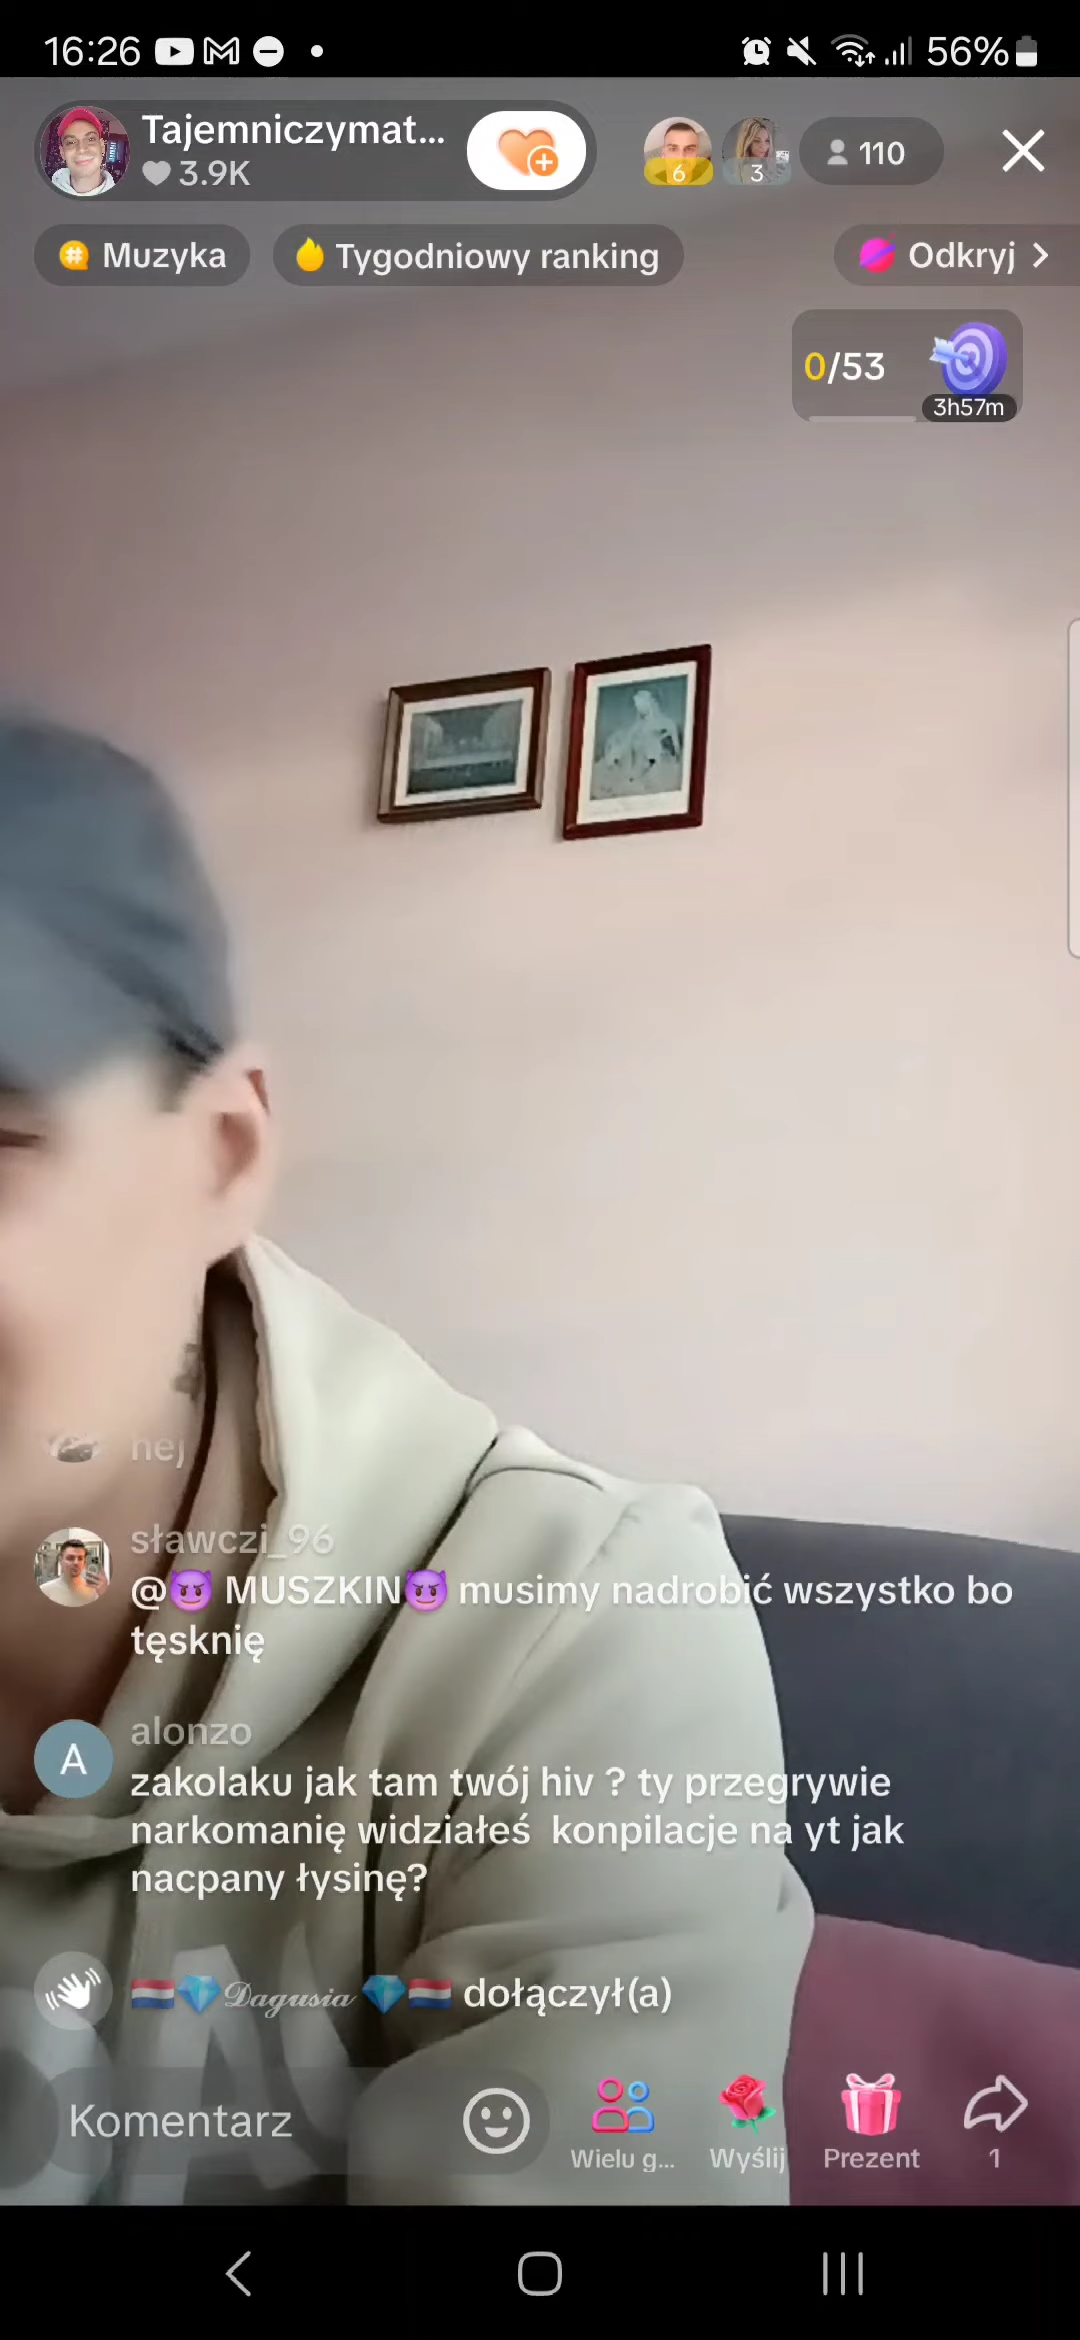 16:26
56%
Tajemniczymat...
3.9K
6
3
110
Muzyka
Tygodniowy ranking
Odkryj
0/53
3h57m
hej
sławczi_96
@😈 MUSZKIN😈 musimy nadrobić wszystko bo
tęsknię
alonzo
A
zakolaku jak tam twój hiv ? ty przegrywie
narkomanię widziałeś  konpilacje na yt jak
nacpany łysinę?
🇳🇱💎𝒟𝒶𝑔𝓊𝓈𝒾𝒶 💎🇳🇱 dołączył(a)
Komentarz
Wielu g...
Wyślij
Prezent
1